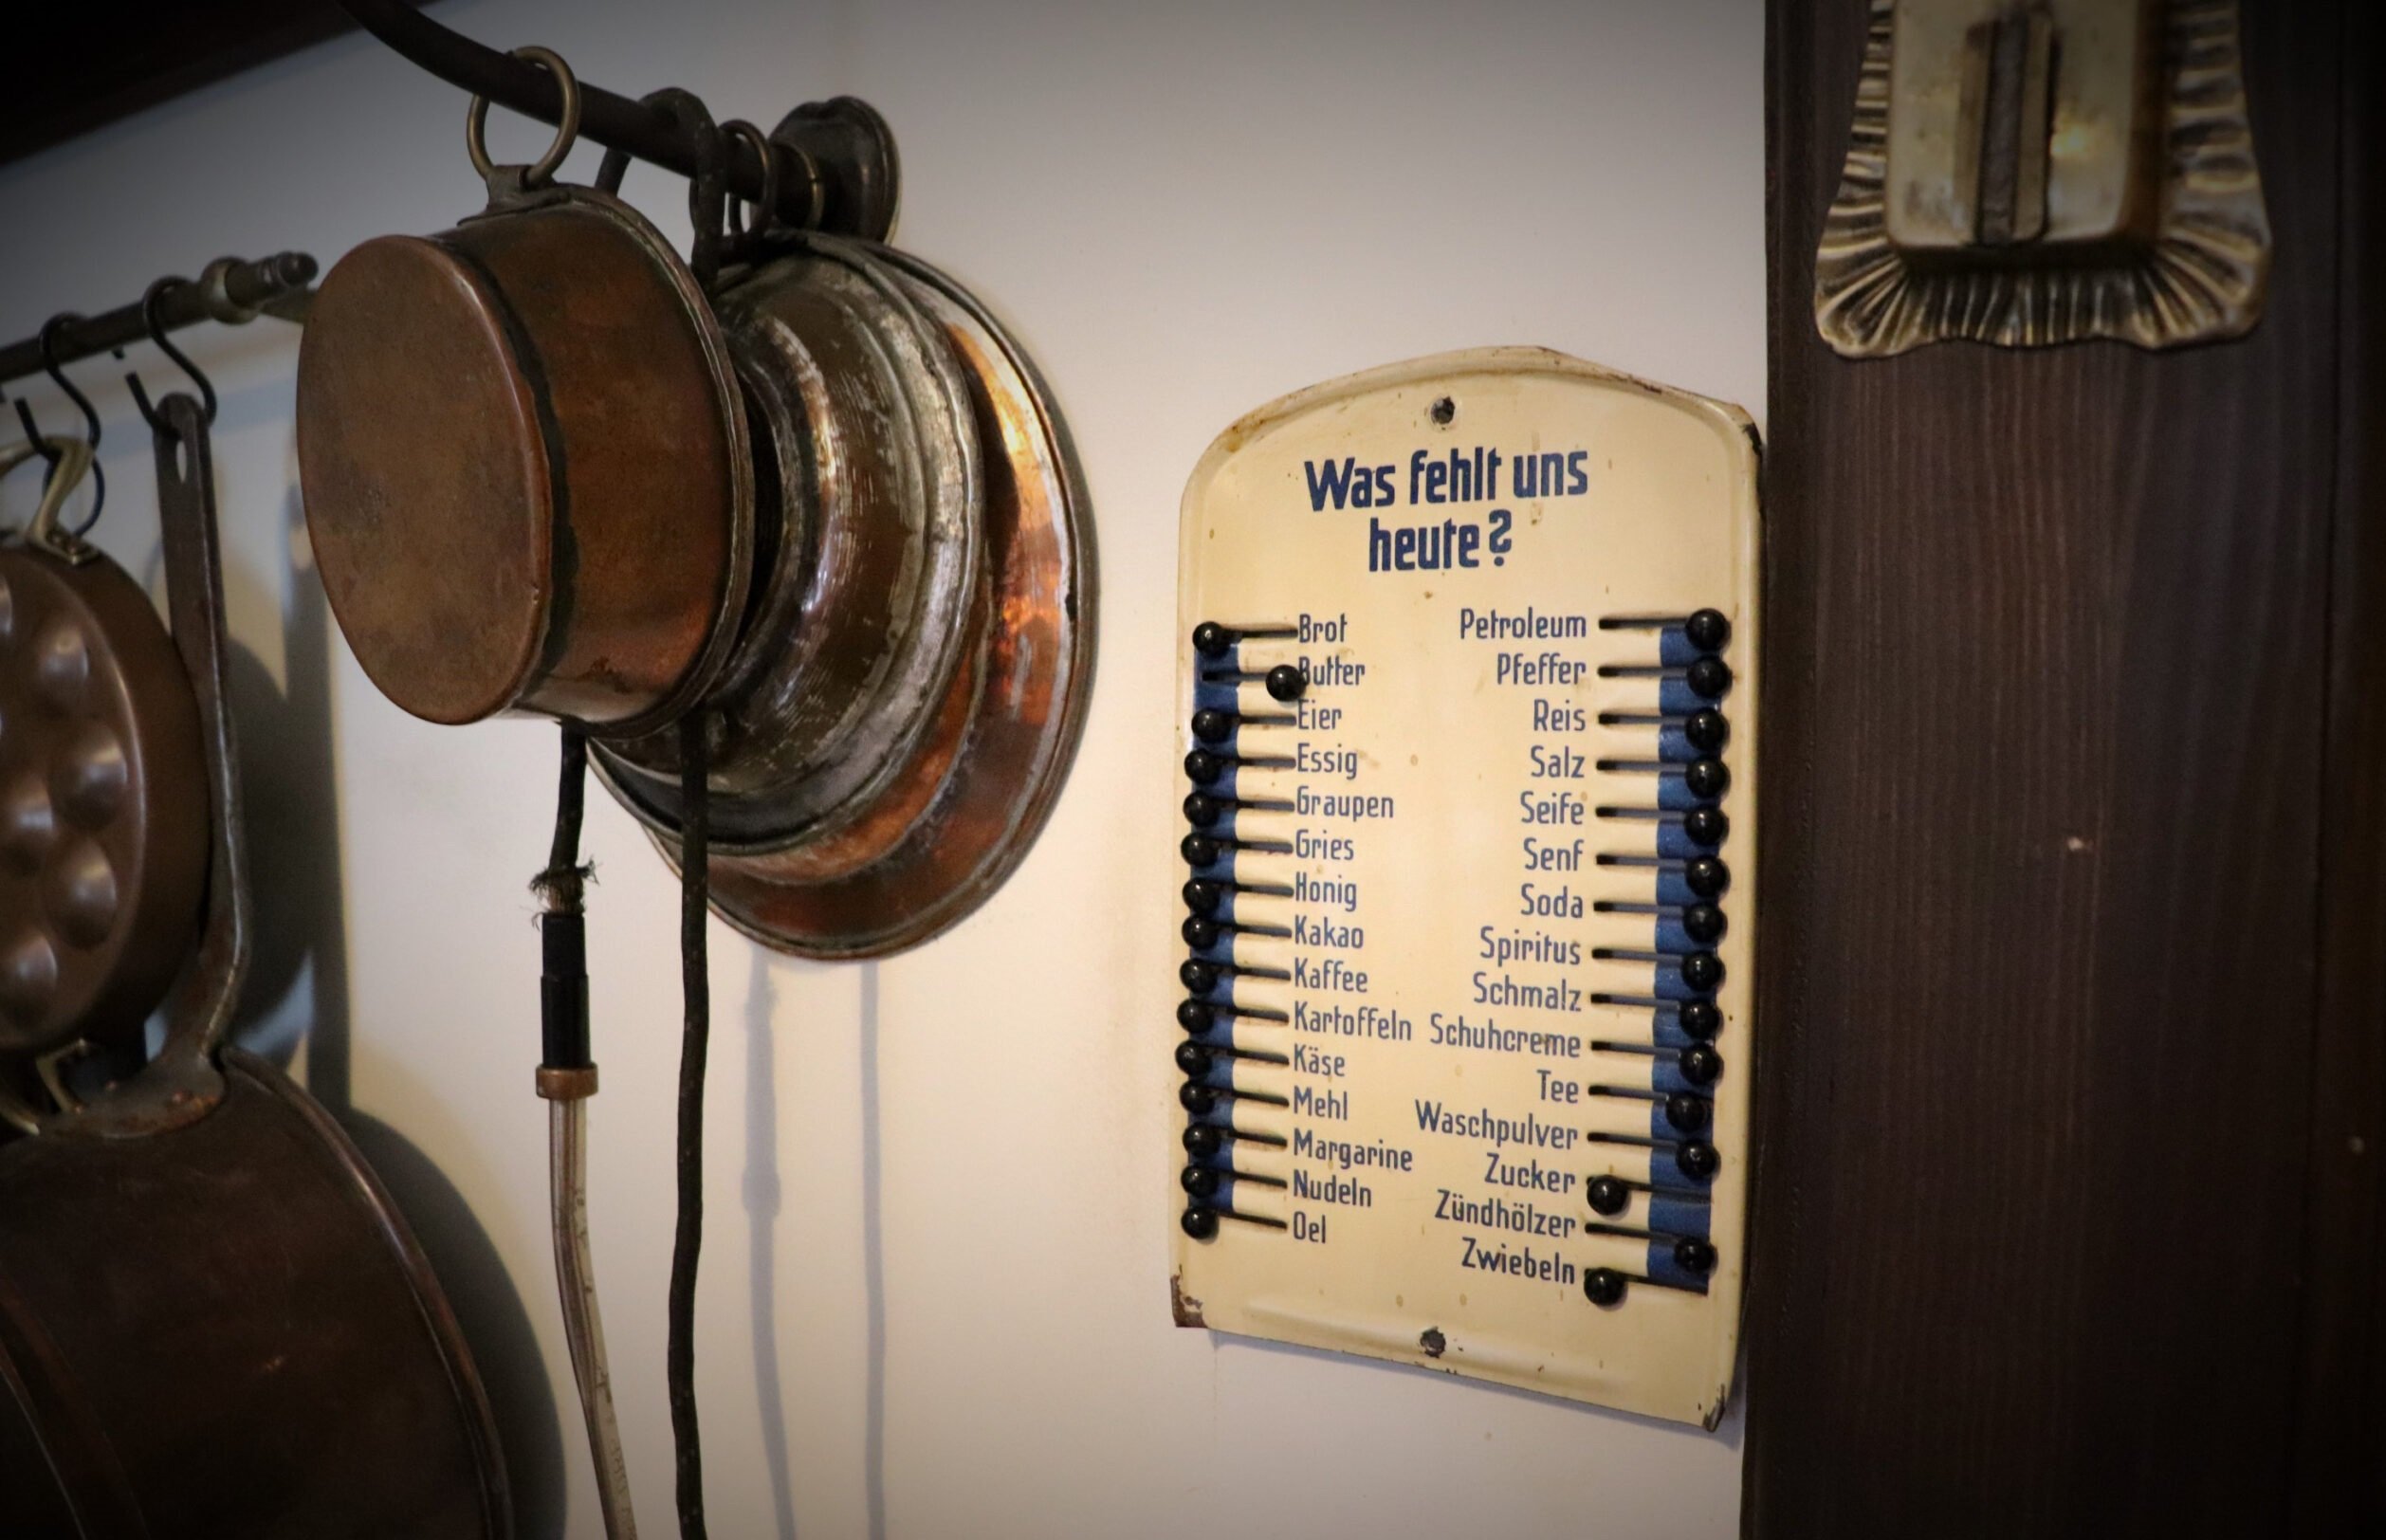 Was fehlt uns
heute?
Brot
Butter
Eier
Essig
Graupen
Gries
Honig
Kakao
Kaffee
Kartoffeln
Käse
Mehl
Margarine
Nudeln
Oel
Petroleum
Pfeffer
Reis
Salz
Seife
Senf
Soda
Spiritus
Schmalz
Schuhcreme
Tee
Waschpulver
Zucker
Zündhölzer
Zwiebeln